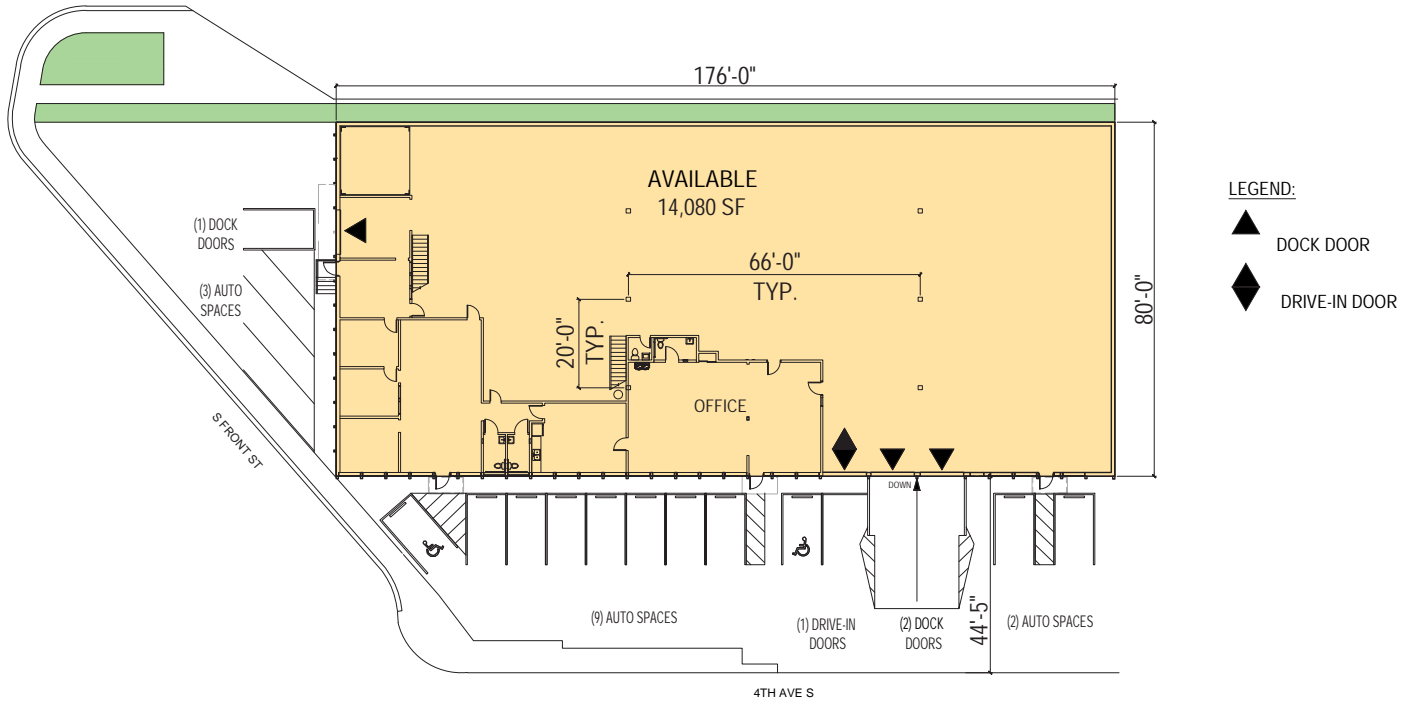 176'-0"
AVAILABLE
14,080 SF
LEGEND:
DOCK DOOR
DRIVE-IN DOOR
(1) DOCK
DOORS
66'-0"
TYP.
(3) AUTO
SPACES
80'-0"
20'-0"
TYP.
OFFICE
S FRONT ST
DOWN
(9) AUTO SPACES
(1) DRIVE-IN
DOORS
(2) DOCK
DOORS
44'-5"
(2) AUTO SPACES
4TH AVE S